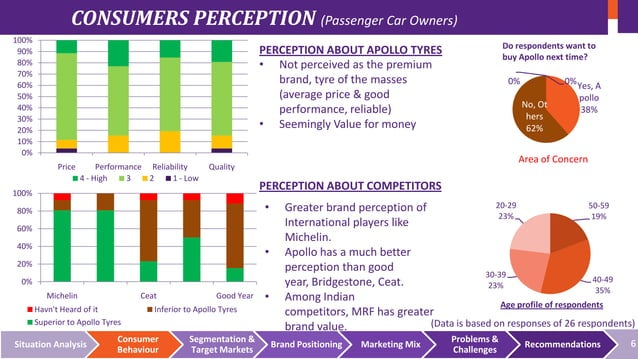 CONSUMERS PERCEPTION (Passenger Car Owners)
100%
90%
80%
70%
60%
50%
40%
30%
20%
10%
0%
Price Performance Reliability Quality
4 - High 3 2 1 - Low
PERCEPTION ABOUT APOLLO TYRES
• Not perceived as the premium
brand, tyre of the masses
(average price & good
performance, reliable)
• Seemingly Value for money
Do respondents want to
buy Apollo next time?
0%
0%
Yes, A
pollo
38%
No, Ot
hers
62%
Area of Concern
100%
80%
60%
40%
20%
0%
Michelin Ceat Good Year
Havn't Heard of it Inferior to Apollo Tyres
Superior to Apollo Tyres
PERCEPTION ABOUT COMPETITORS
• Greater brand perception of
International players like
Michelin.
• Apollo has a much better
perception than good
year, Bridgestone, Ceat.
• Among Indian
competitors, MRF has greater
brand value.
20-29
23%
50-59
19%
30-39
23%
40-49
35%
Age profile of respondents
(Data is based on responses of 26 respondents)
Situation Analysis
Consumer
Behaviour
Segmentation &
Target Markets
Brand Positioning
Marketing Mix
Problems &
Challenges
Recommendations
6